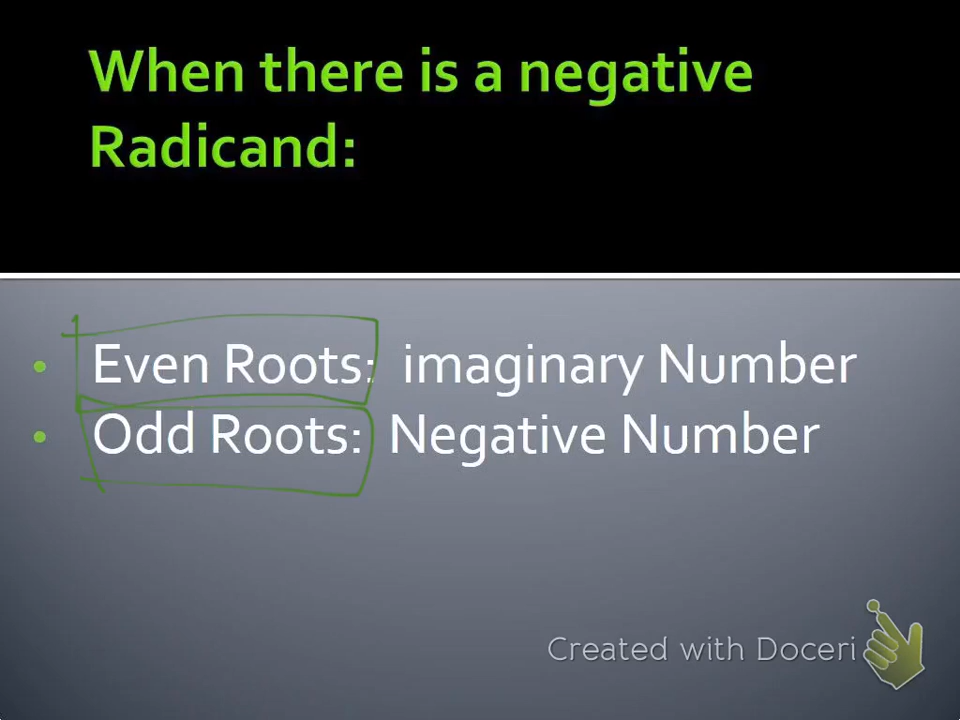 When there is a negative
Radicand:
• Even Roots: imaginary Number
• Odd Roots: Negative Number
Created with Doceri